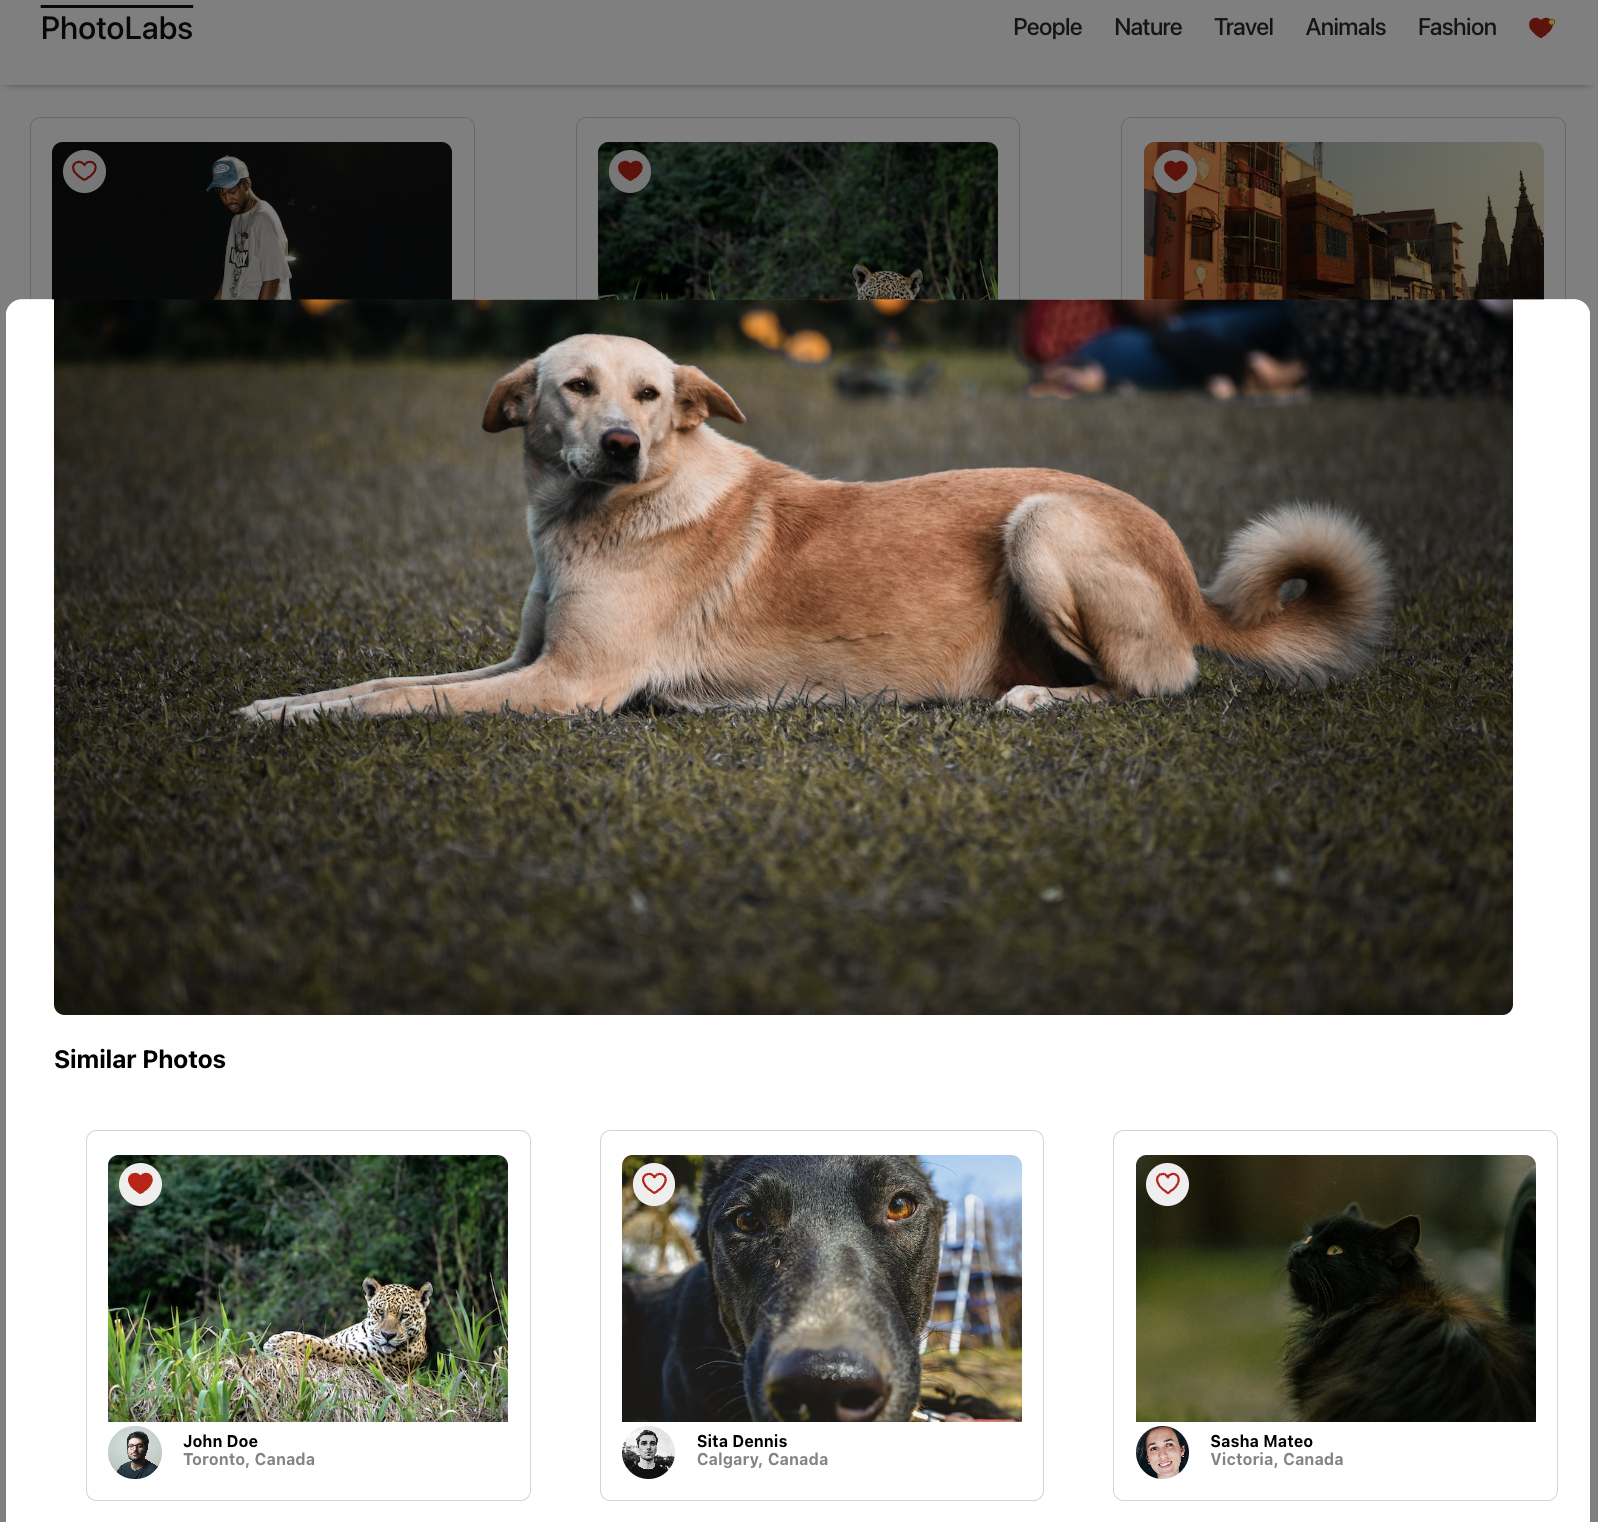 PhotoLabs
People Nature Travel Animals Fashion
Similar Photos
John Doe
Toronto, Canada
Sita Dennis
Calgary, Canada
Sasha Mateo
Victoria, Canada